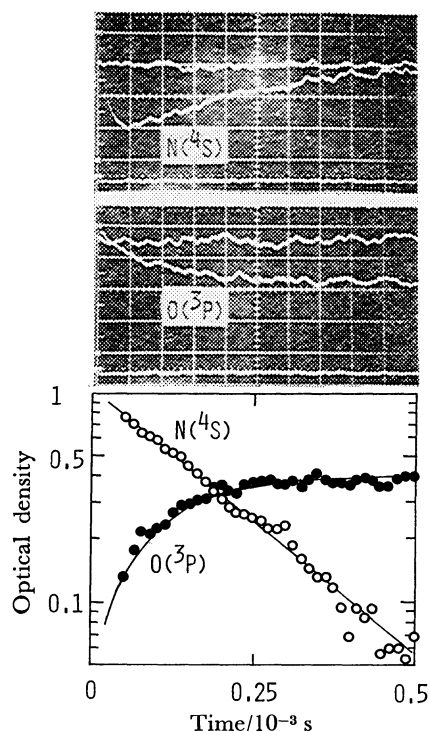 N(⁴S)
O(³P)
1
N(⁴S)
0.5
O(³P)
0.1
Optical density
0 0.25 0.5
Time/10⁻³ s